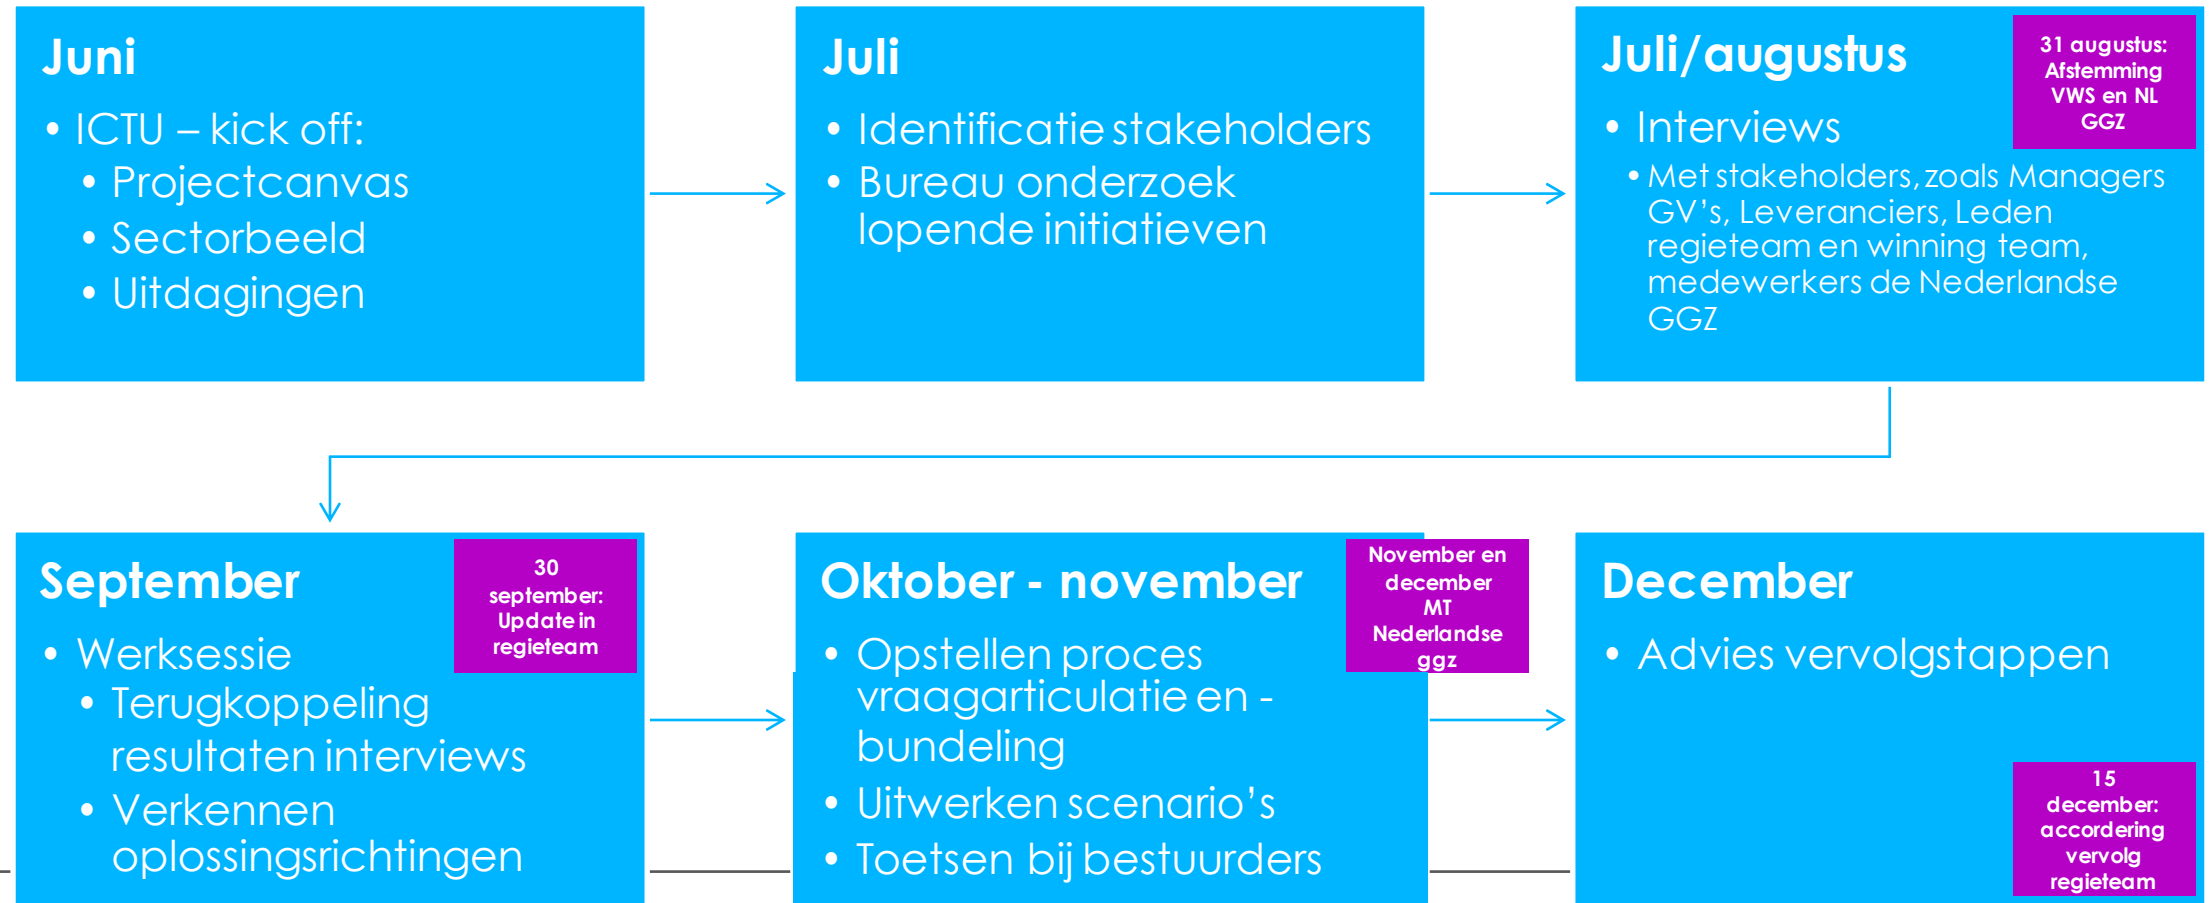 Juni
• ICTU – kick off:
• Projectcanvas
• Sectorbeeld
• Uitdagingen
Juli
• Identificatie stakeholders
• Bureau onderzoek
lopende initiatieven
Juli/augustus
• Interviews
• Met stakeholders, zoals Managers
GV's, Leveranciers, Leden
regieteam en winning team,
medewerkers de Nederlandse
GGZ
31 augustus:
Afstemming
VWS en NL
GGZ
September
• Werksessie
• Terugkoppeling
resultaten interviews
• Verkennen
oplossingsrichtingen
30
september:
Update in
regieteam
Oktober - november
• Opstellen proces
vraagarticulatie en -
bundeling
• Uitwerken scenario's
• Toetsen bij bestuurders
November en
december
MT
Nederlandse
ggz
December
• Advies vervolgstappen
15
december:
accordering
vervolg
regieteam